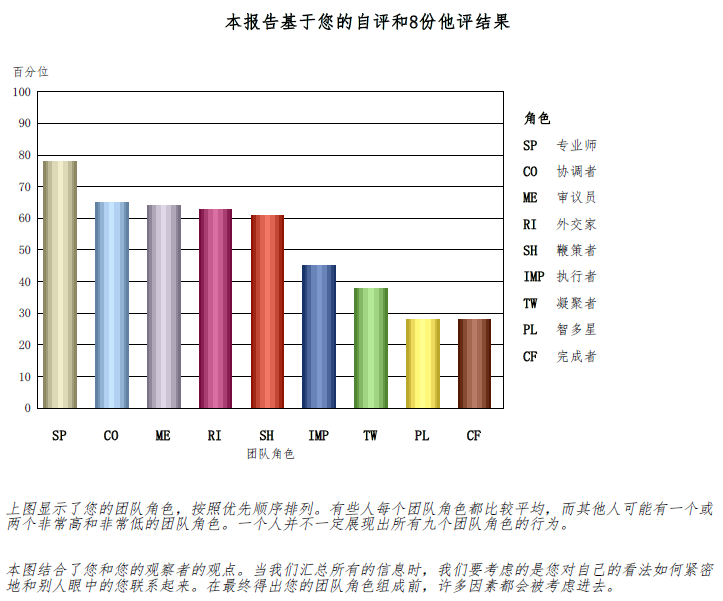 本报告基于您的自评和8份他评结果
百分位
100
90
80
70
60
50
40
30
20
10
0
SP CO ME RI SH IMP TW PL CF
团队角色
角色
SP 专业师
CO 协调者
ME 审议员
RI 外交家
SH 鞭策者
IMP 执行者
TW 凝聚者
PL 智多星
CF 完成者
上图显示了您的团队角色，按照优先顺序排列。有些人每个团队角色都比较平均，而其他人可能有一个或
两个非常高和非常低的团队角色。一个人并不一定展现出所有九个团队角色的行为。
本图结合了您和您的观察者的观点。当我们汇总所有的信息时，我们要考虑的是您对自己的看法如何紧密
地和别人眼中的您联系起来。在最终得出您的团队角色组成前，许多因素都会被考虑进去。